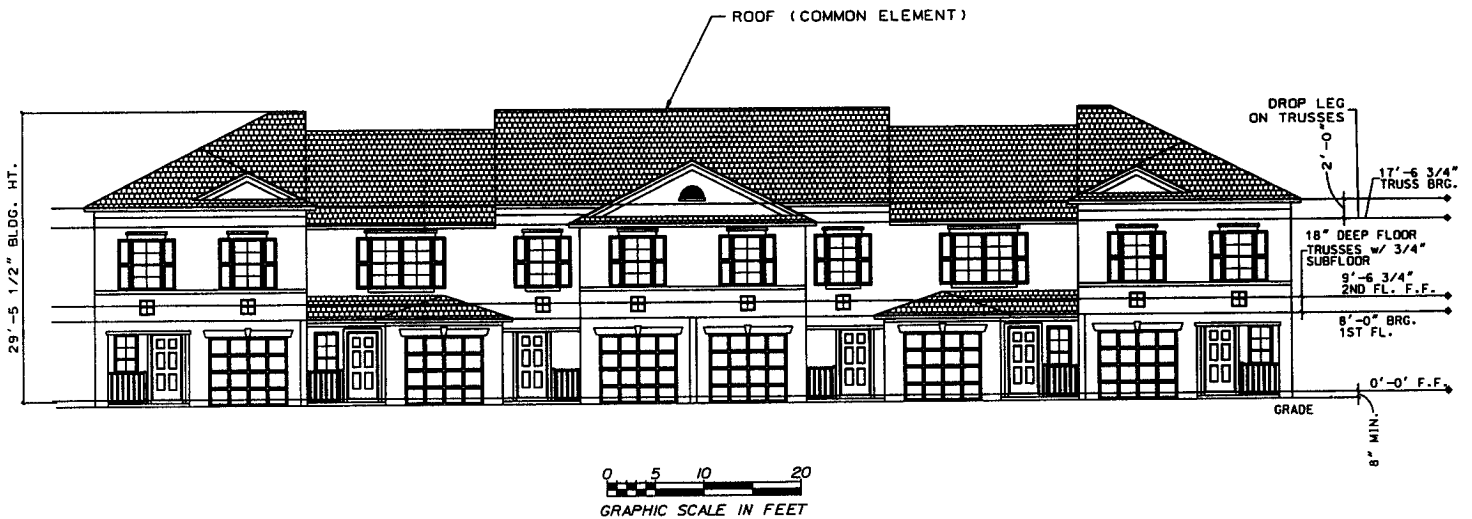 ROOF (COMMON ELEMENT)
DROP LEG
ON TRUSSES
2'-0"
17'-6 3/4"
TRUSS BRG.
18" DEEP FLOOR
TRUSSES w/ 3/4"
SUBFLOOR
9'-6 3/4"
2ND FL. F.F.
8'-0" BRG.
1ST FL.
0'-0' F.F.
GRADE
8" MIN.
29'-5 1/2" BLDG. HT.
0 5 10 20
GRAPHIC SCALE IN FEET